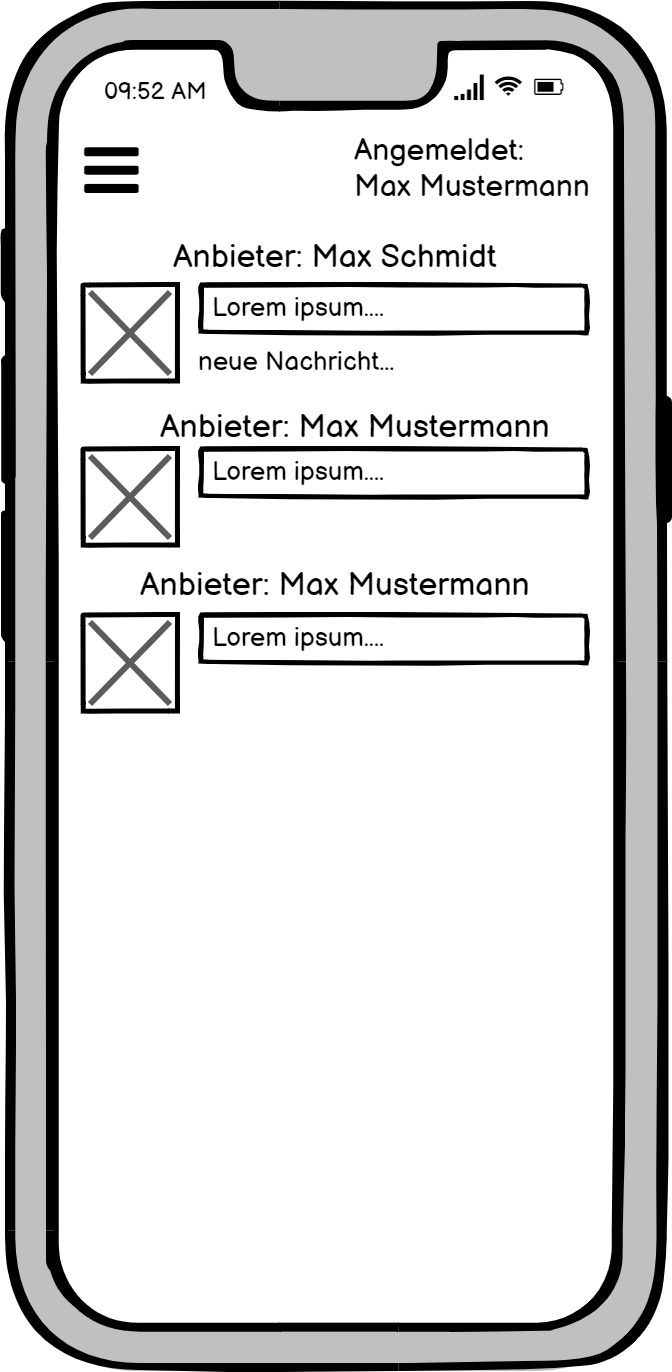 09:52 AM
Angemeldet:
Max Mustermann
Anbieter: Max Schmidt
Lorem ipsum....
neue Nachricht...
Anbieter: Max Mustermann
Lorem ipsum....
Anbieter: Max Mustermann
Lorem ipsum....